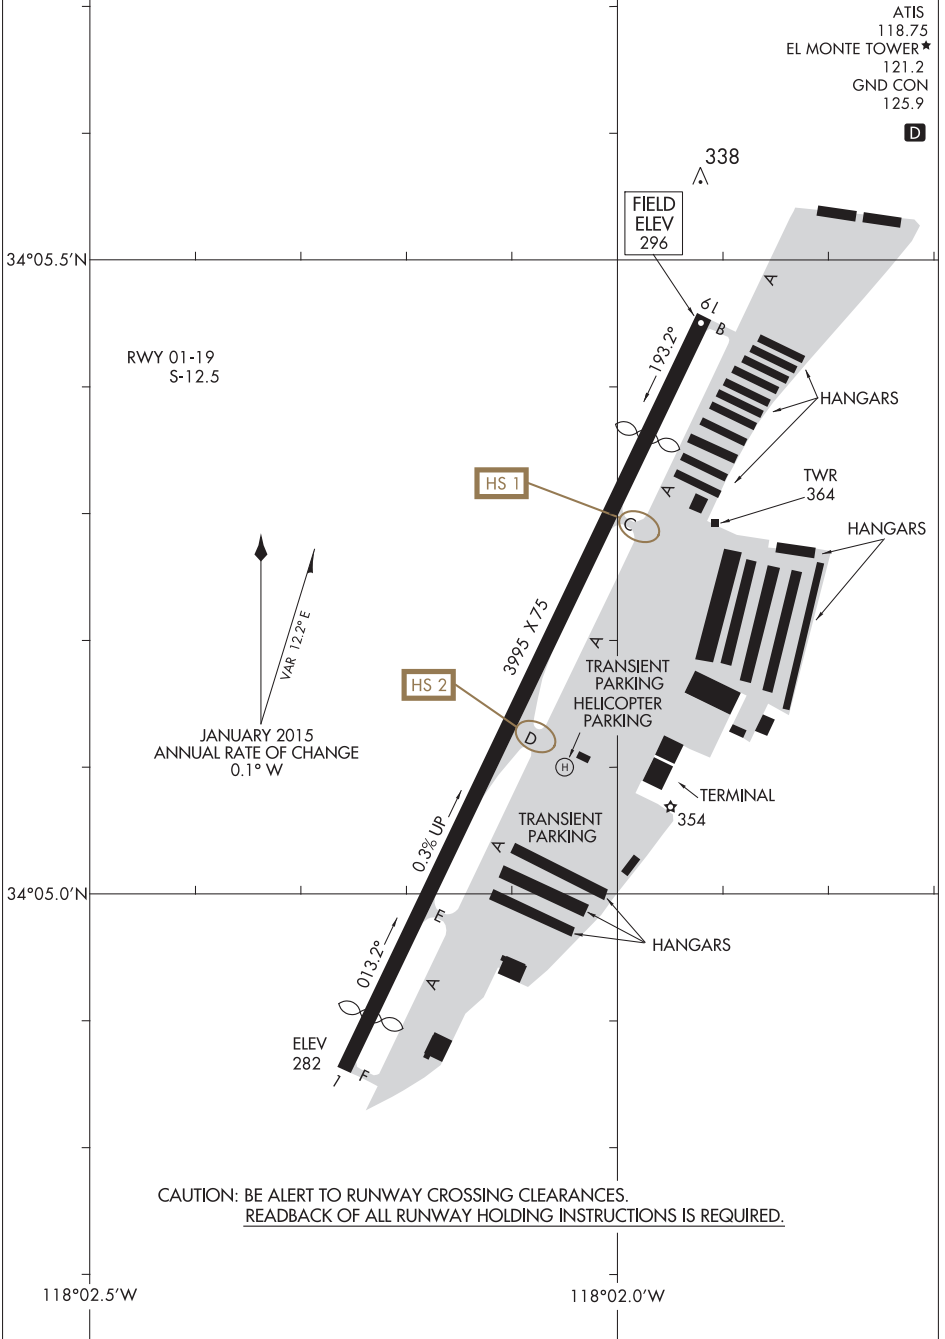 ATIS
118.75
EL MONTE TOWER★
121.2
GND CON
125.9
D
338
FIELD
ELEV
296
34°05.5'N
A
19
B
193.2°
RWY 01-19
S-12.5
HANGARS
HS 1
A
TWR
364
C
HANGARS
VAR 12.2° E
3995 X 75
A
TRANSIENT
PARKING
HELICOPTER
PARKING
HS 2
D
H
JANUARY 2015
ANNUAL RATE OF CHANGE
0.1° W
TERMINAL
354
TRANSIENT
PARKING
0.3% UP
A
34°05.0'N
E
HANGARS
013.2°
A
ELEV
282
1
F
CAUTION: BE ALERT TO RUNWAY CROSSING CLEARANCES.
READBACK OF ALL RUNWAY HOLDING INSTRUCTIONS IS REQUIRED.
118°02.5'W
118°02.0'W